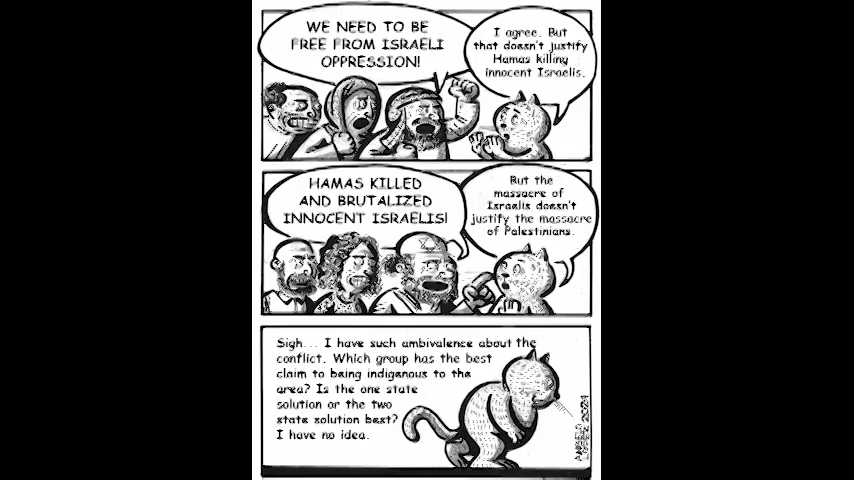 WE NEED TO BE
FREE FROM ISRAELI
OPPRESSION!
I agree. But
that doesn't justify
Hamas killing
innocent Israelis.
HAMAS KILLED
AND BRUTALIZED
INNOCENT ISRAELIS!
But the
massacre of
Israelis doesn't
justify the massacre
of Palestinians.
Sigh... I have such ambivalence about the
conflict. Which group has the best
claim to being indigenous to the
area? Is the one state
solution or the two
state solution best?
I have no idea.
ANGELO
LOPEZ 2024